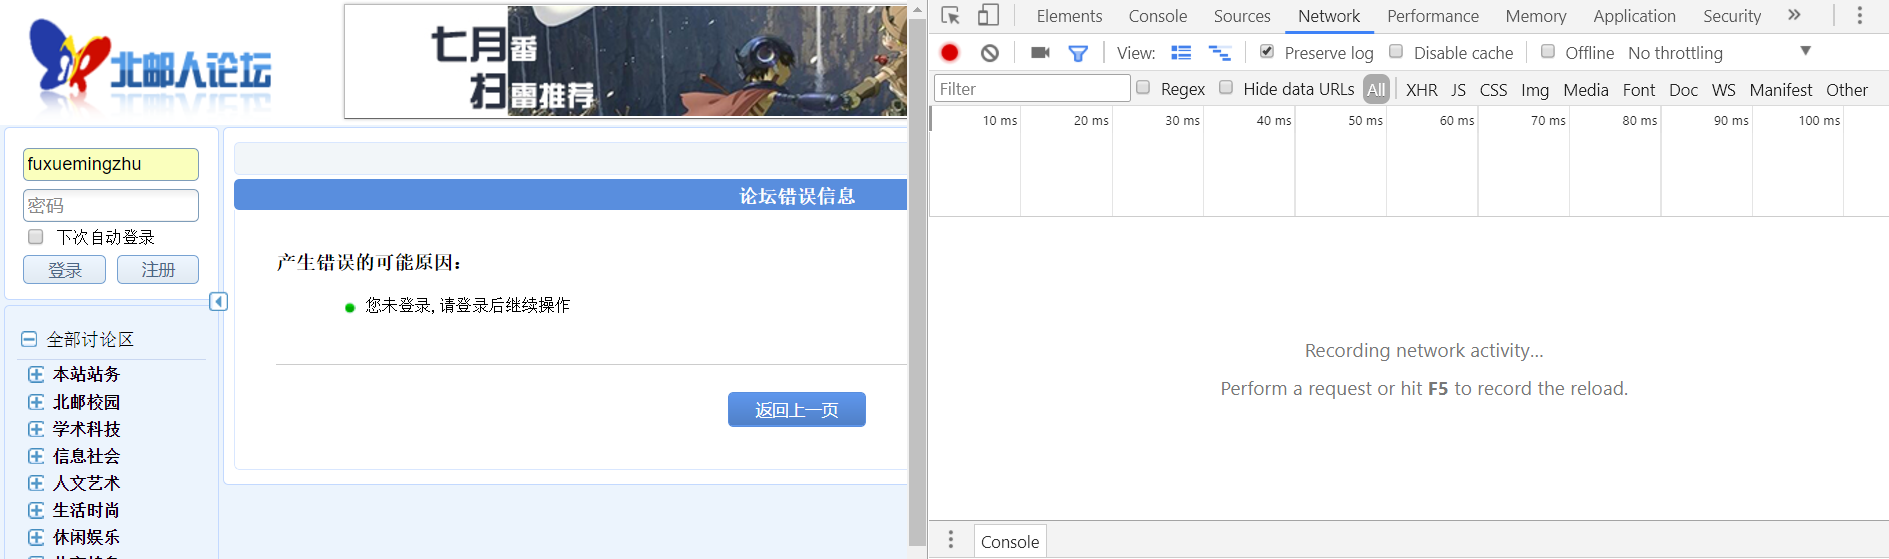 北邮人论坛
七月番
扫雷推荐
fuxuemingzhu
密码
下次自动登录
登录 注册
全部讨论区
本站站务
北邮校园
学术科技
信息社会
人文艺术
生活时尚
休闲娱乐
论坛错误信息
产生错误的可能原因：
您未登录, 请登录后继续操作
返回上一页
Elements Console Sources Network Performance Memory Application Security
View: Preserve log Disable cache Offline No throttling
Filter Regex Hide data URLs All XHR JS CSS Img Media Font Doc WS Manifest Other
10 ms 20 ms 30 ms 40 ms 50 ms 60 ms 70 ms 80 ms 90 ms 100 ms
Recording network activity...
Perform a request or hit F5 to record the reload.
Console